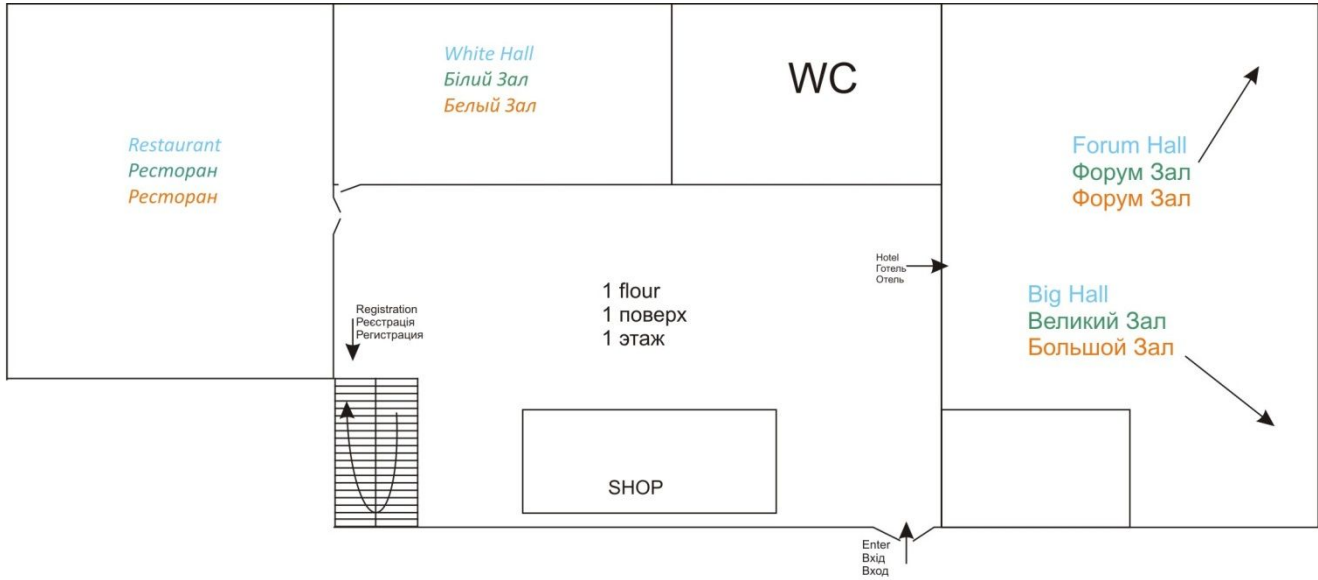 White Hall
Білий Зал
Белый Зал
WC
Restaurant
Ресторан
Ресторан
Forum Hall
Форум Зал
Форум Зал
Hotel
Готель
Отель
Registration
Реєстрація
Регистрация
1 flour
1 поверх
1 этаж
Big Hall
Великий Зал
Большой Зал
SHOP
Enter
Вхід
Вход